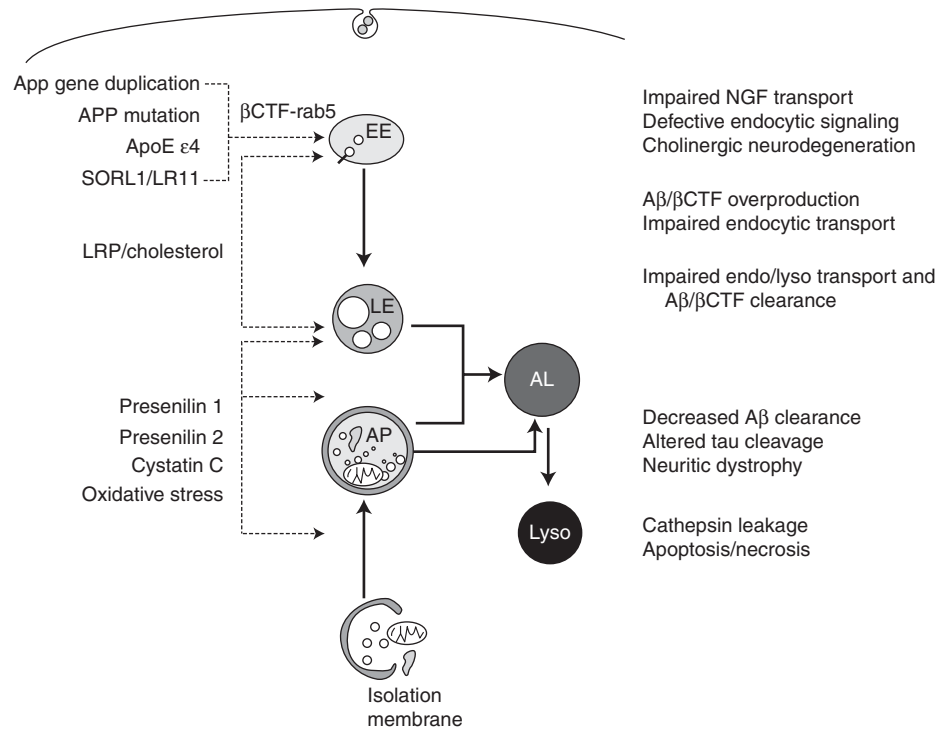 App gene duplication
APP mutation
ApoE ε4
SORL1/LR11
βCTF-rab5
EE
LRP/cholesterol
LE
Presenilin 1
Presenilin 2
Cystatin C
Oxidative stress
AP
AL
Lyso
Isolation
membrane
Impaired NGF transport
Defective endocytic signaling
Cholinergic neurodegeneration
Aβ/βCTF overproduction
Impaired endocytic transport
Impaired endo/lyso transport and
Aβ/βCTF clearance
Decreased Aβ clearance
Altered tau cleavage
Neuritic dystrophy
Cathepsin leakage
Apoptosis/necrosis